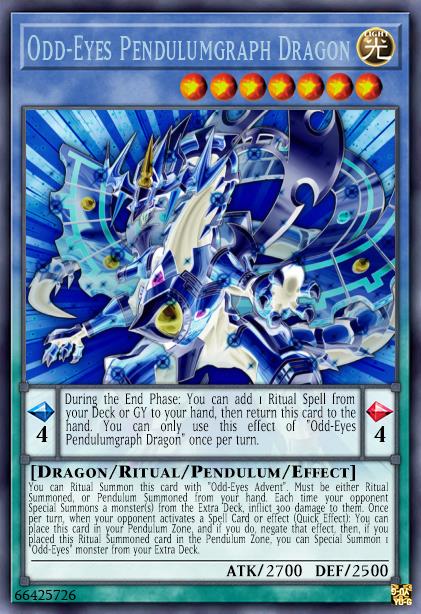 ODD-EYES PENDULUMGRAPH DRAGON
LIGHT
光
During the End Phase: You can add 1 Ritual Spell from
your Deck or GY to your hand, then return this card to the
hand. You can only use this effect of "Odd-Eyes
Pendulumgraph Dragon" once per turn.
4
4
[DRAGON/RITUAL/PENDULUM/EFFECT]
You can Ritual Summon this card with "Odd-Eyes Advent". Must be either Ritual
Summoned, or Pendulum Summoned from your hand. Each time your opponent
Special Summons a monster(s) from the Extra Deck, inflict 300 damage to them. Once
per turn, when your opponent activates a Spell Card or effect (Quick Effect): You can
place this card in your Pendulum Zone, and if you do, negate that effect, then, if you
placed this Ritual Summoned card in the Pendulum Zone, you can Special Summon 1
"Odd-Eyes" monster from your Extra Deck.
ATK/2700 DEF/2500
66425726